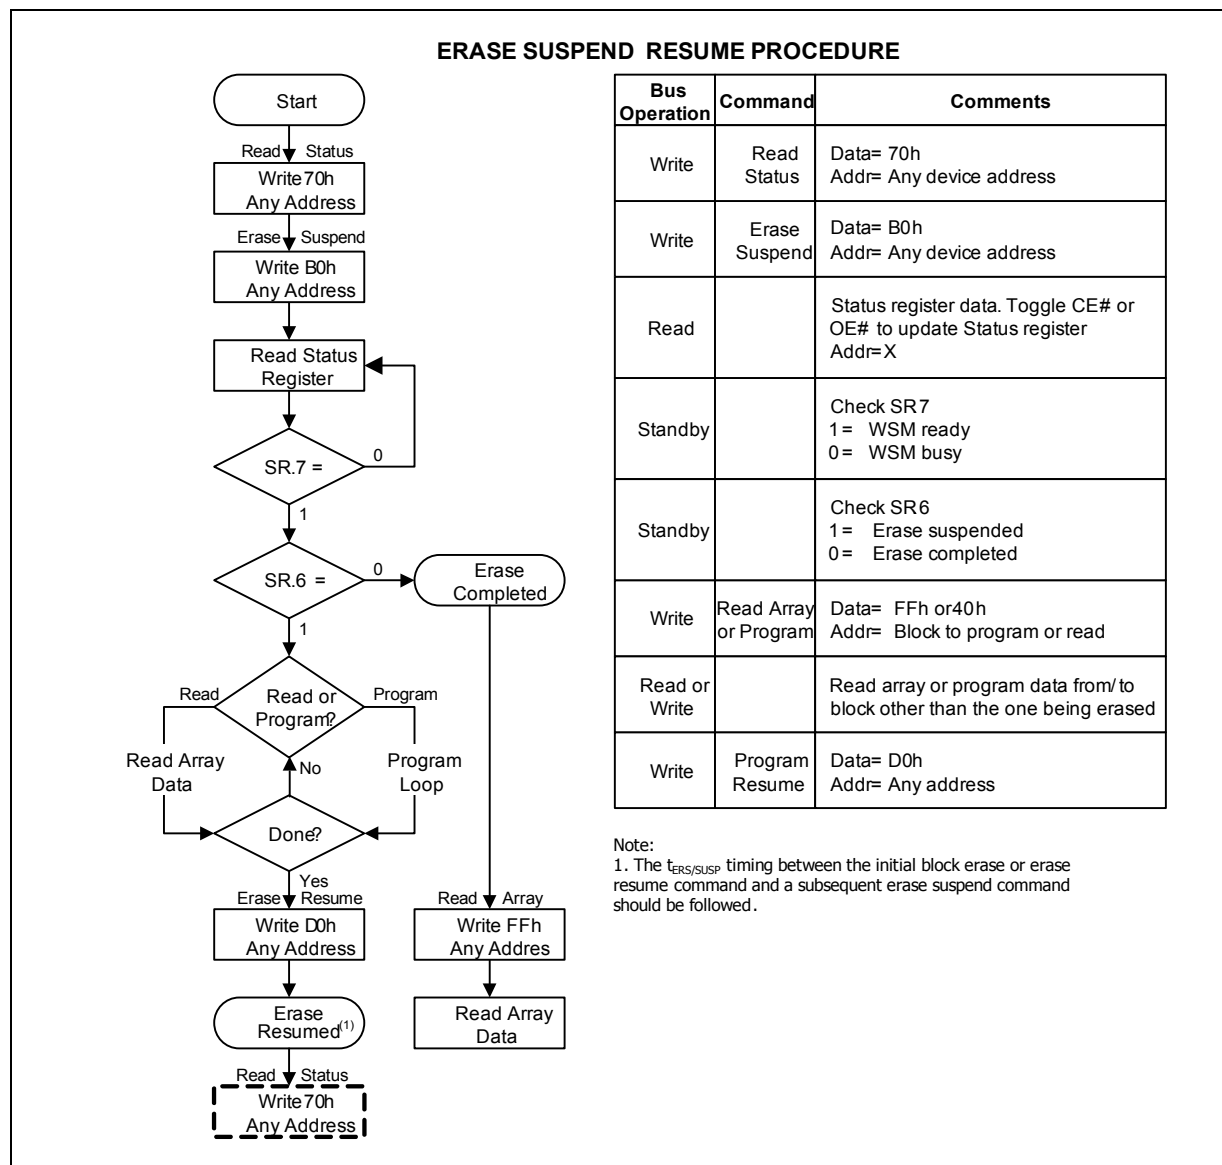 ERASE SUSPEND RESUME PROCEDURE
Start
Read Status
Write 70h
Any Address
Erase Suspend
Write B0h
Any Address
Read Status
Register
SR.7 =
0
1
SR.6 =
0
1
Erase
Completed
Read
Read or
Program?
Program
Read Array
Data
Program
Loop
No
Done?
Yes
Erase Resume
Write D0h
Any Address
Erase
Resumed(1)
Read Status
Write 70h
Any Address
Read Array
Write FFh
Any Addres
Read Array
Data
Bus
Operation
Command
Comments
Write
Read
Status
Data= 70h
Addr= Any device address
Write
Erase
Suspend
Data= B0h
Addr= Any device address
Read
Status register data. Toggle CE# or
OE# to update Status register
Addr=X
Standby
Check SR7
1= WSM ready
0= WSM busy
Standby
Check SR6
1= Erase suspended
0= Erase completed
Write
Read Array
or Program
Data= FFh or40h
Addr= Block to program or read
Read or
Write
Read array or program data from/to
block other than the one being erased
Write
Program
Resume
Data= D0h
Addr= Any address
Note:
1. The tERS/SUSP timing between the initial block erase or erase
resume command and a subsequent erase suspend command
should be followed.